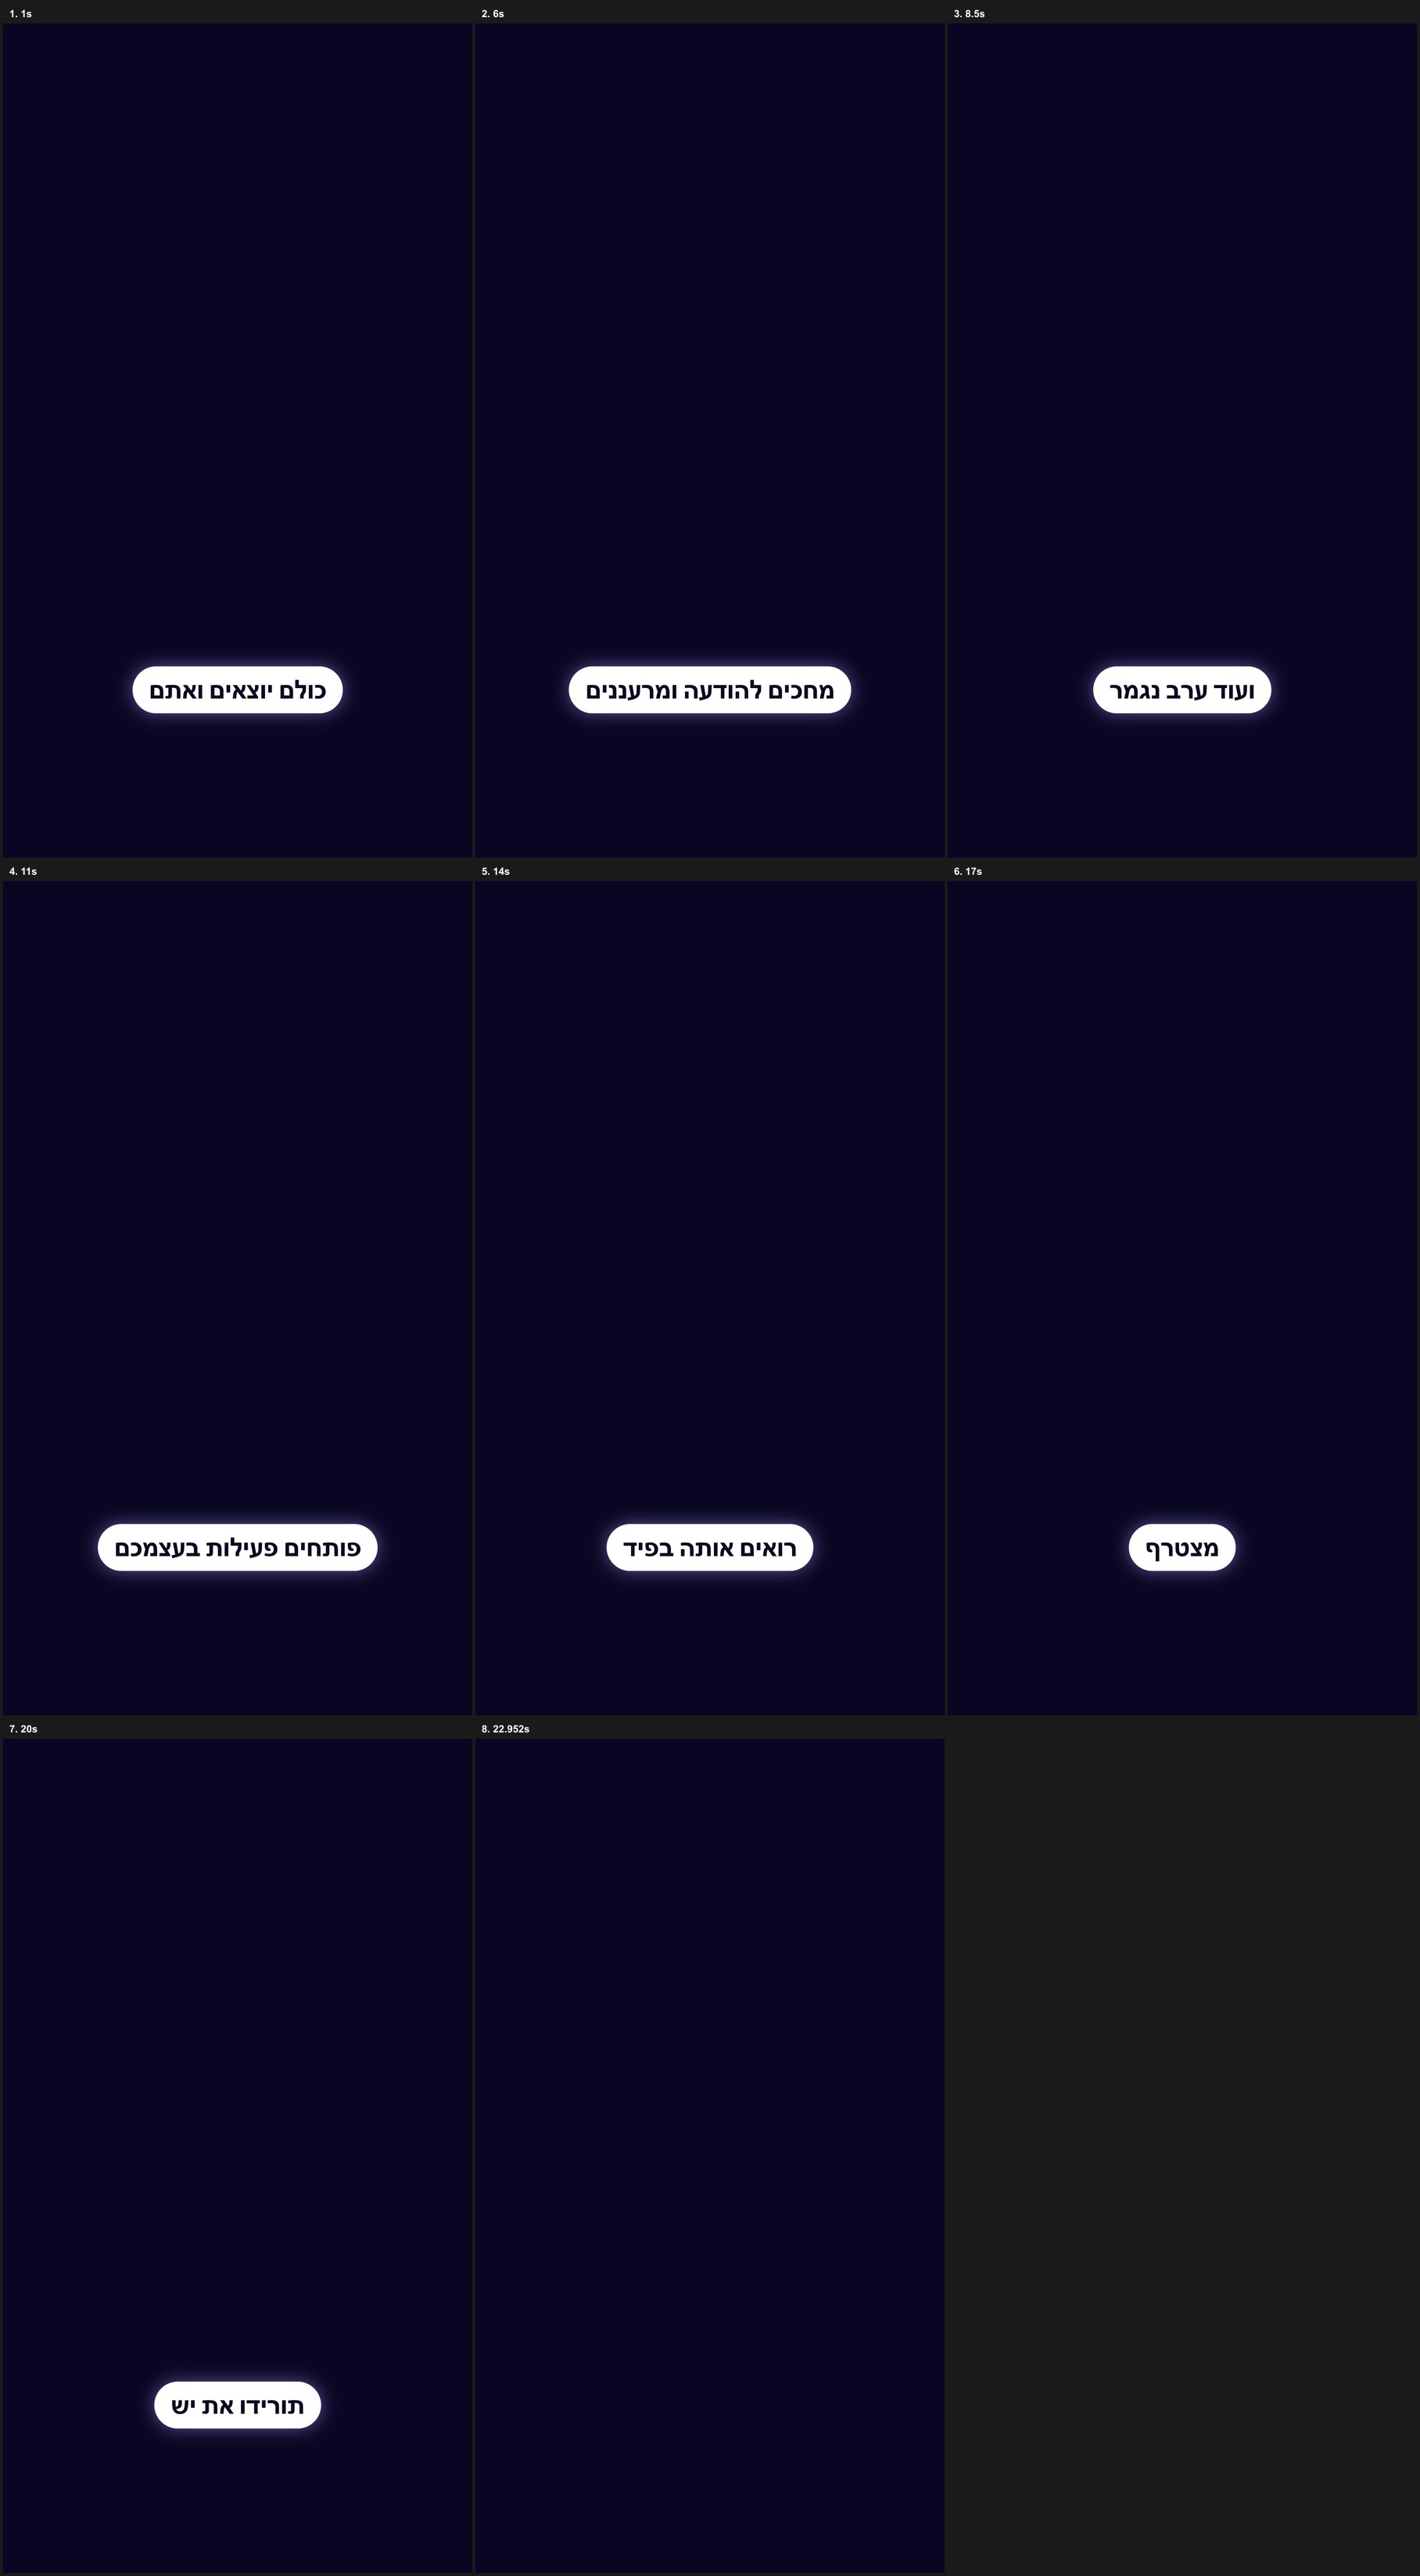 1. 1s
2. 6s
3. 8.5s
כולם יוצאים ואתם
מחכים להודעה ומרעננים
ועוד ערב נגמר
4. 11s
5. 14s
6. 17s
פותחים פעילות בעצמכם
רואים אותה בפיד
מצטרף
7. 20s
8. 22.952s
תורידו את יש